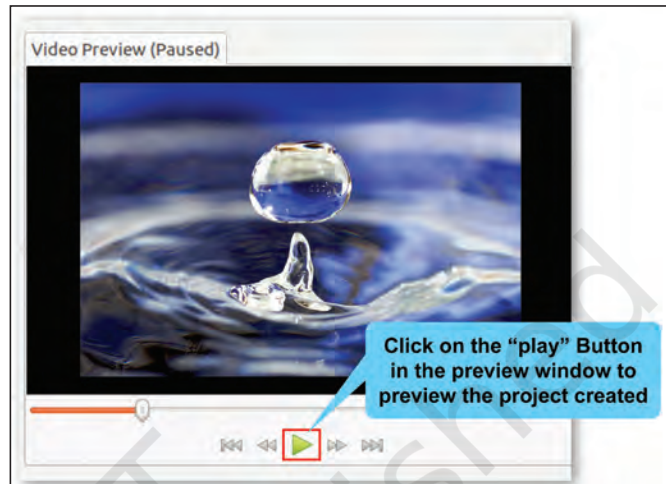 Video Preview (Paused)
Click on the “play” Button
in the preview window to
preview the project created